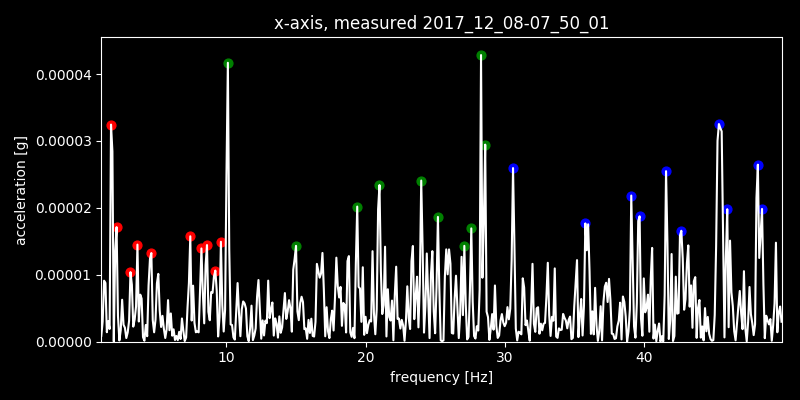 x-axis, measured 2017_12_08-07_50_01
0.00004
0.00003
0.00002
0.00001
0.00000
acceleration [g]
10 20 30 40
frequency [Hz]